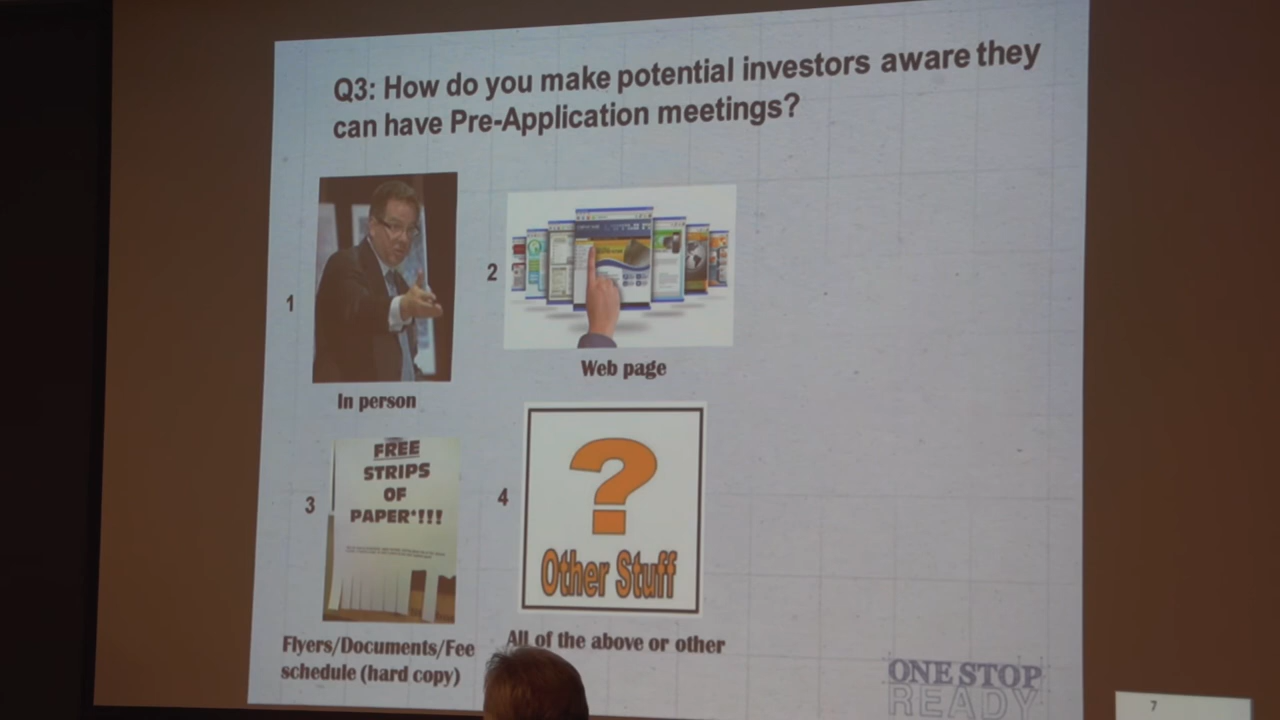 Q3: How do you make potential investors aware they
can have Pre-Application meetings?
1
2
In person
Web page
3
FREE
STRIPS
OF
PAPER*!!!
4
?
Other Stuff
Flyers/Documents/Fee
schedule (hard copy)
All of the above or other
ONE STOP
READY
7